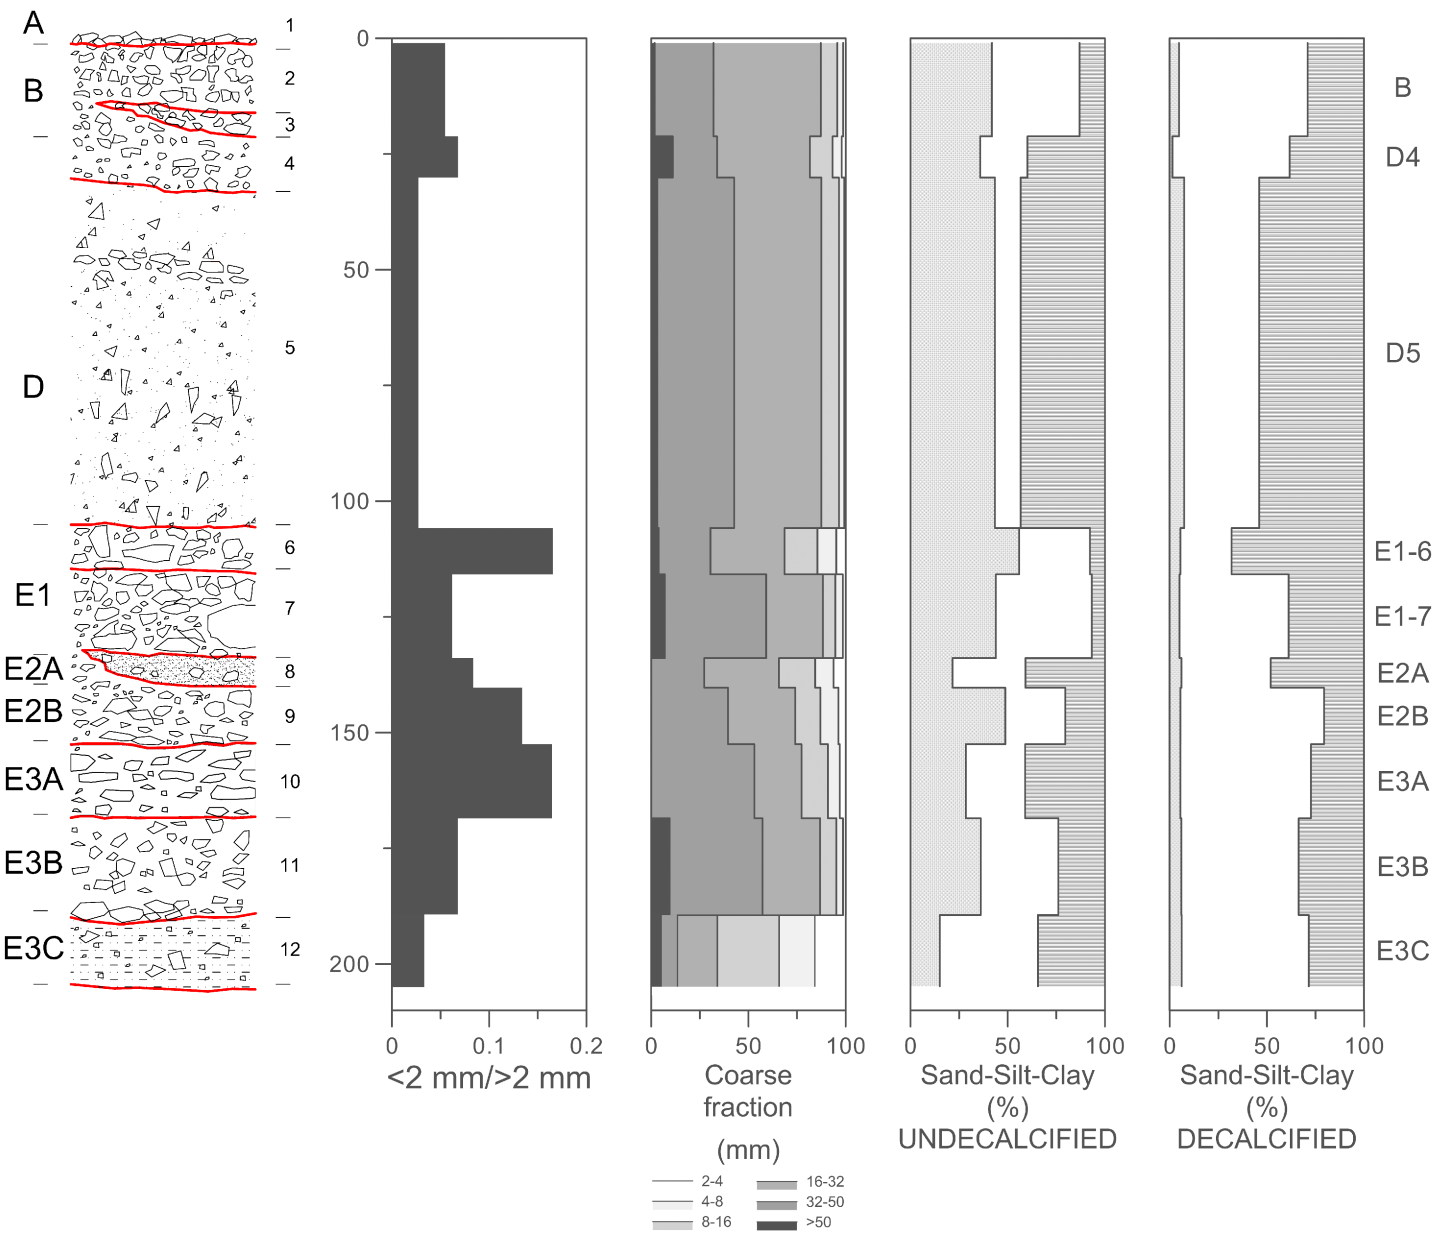 A
B
D
E1
E2A
E2B
E3A
E3B
E3C
1
2
3
4
5
6
7
8
9
10
11
12
0
50
100
150
200
0 0.1 0.2
<2 mm/>2 mm
0 50 100
Coarse
fraction
(mm)
2-4
4-8
8-16
16-32
32-50
>50
0 50 100
Sand-Silt-Clay
(%)
UNDECALCIFIED
0 50 100
Sand-Silt-Clay
(%)
DECALCIFIED
B
D4
D5
E1-6
E1-7
E2A
E2B
E3A
E3B
E3C